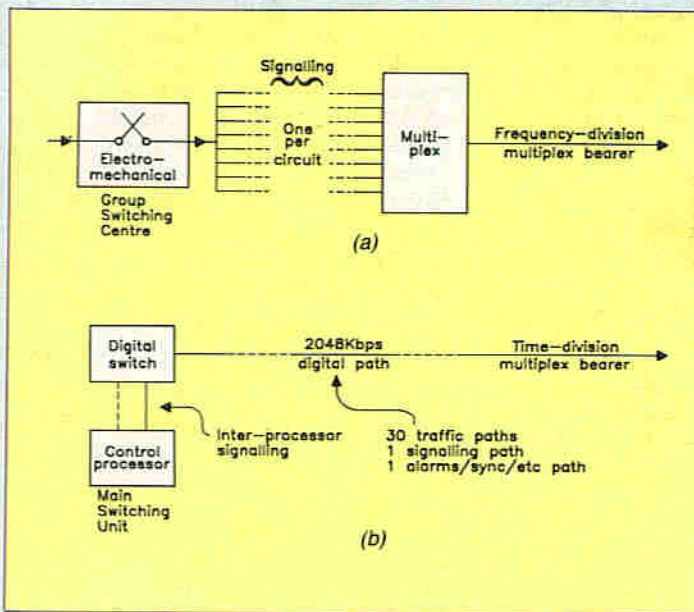 Signalling
One
per
circuit
Electro-
mechanical
Group
Switching
Centre
Multi-
plex
Frequency-division
multiplex bearer
(a)
Digital
switch
2048Kbps
digital path
Time-division
multiplex bearer
Inter-processor
signalling
30 traffic paths
1 signalling path
1 alarms/sync/etc path
Control
processor
Main
Switching
Unit
(b)